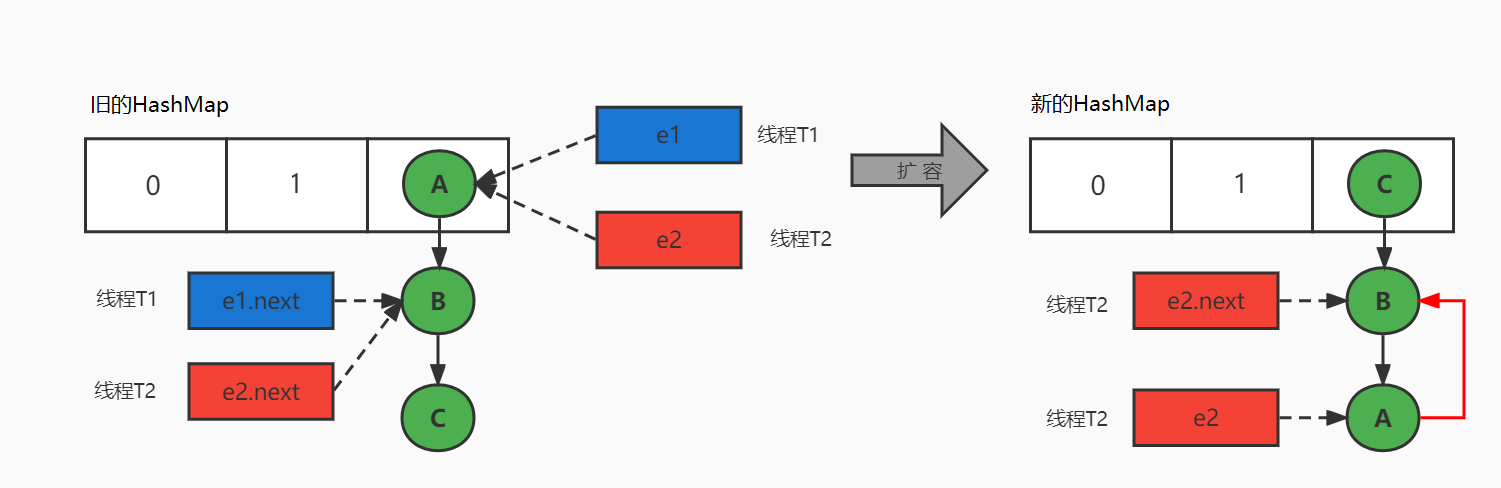 旧的HashMap
0
1
A
e1
线程T1
e2
线程T2
线程T1
e1.next
B
线程T2
e2.next
C
扩 容
新的HashMap
0
1
C
线程T2
e2.next
B
线程T2
e2
A